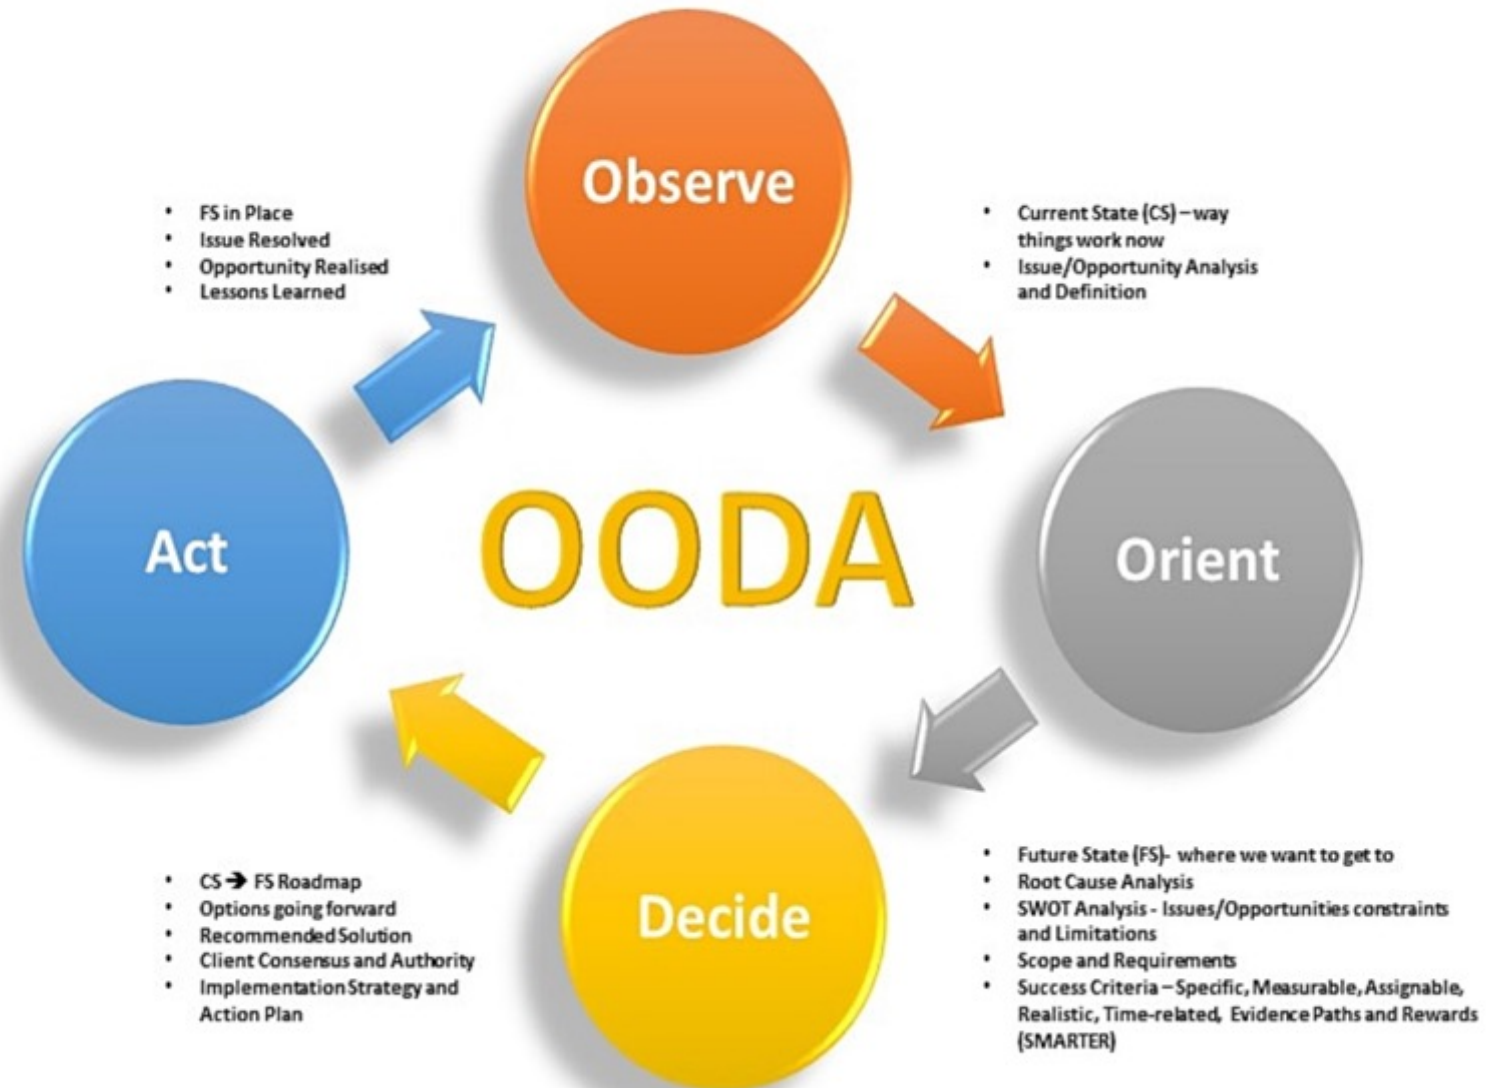 Observe
• FS in Place
• Issue Resolved
• Opportunity Realised
• Lessons Learned
• Current State (CS) – way
things work now
• Issue/Opportunity Analysis
and Definition
Act
OODA
Orient
Decide
• CS ➔ FS Roadmap
• Options going forward
• Recommended Solution
• Client Consensus and Authority
• Implementation Strategy and
Action Plan
• Future State (FS)- where we want to get to
• Root Cause Analysis
• SWOT Analysis - Issues/Opportunities constraints
and Limitations
• Scope and Requirements
• Success Criteria – Specific, Measurable, Assignable,
Realistic, Time-related, Evidence Paths and Rewards
(SMARTER)